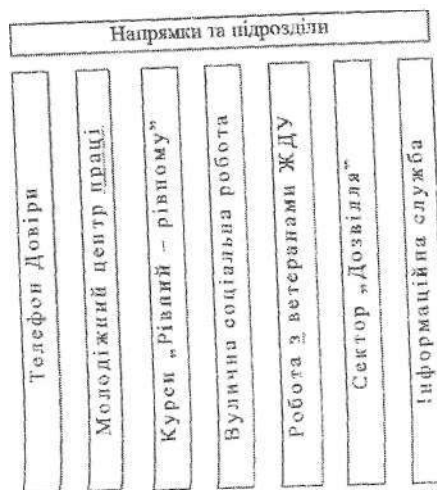 Напрямки та підрозділи
Телефон Довіри
Молодіжний центр праці
Курси „Рівний – рівному”
Вулична соціальна робота
Робота з ветеранами ЖДУ
Сектор „Дозвілля”
Інформаційна служба